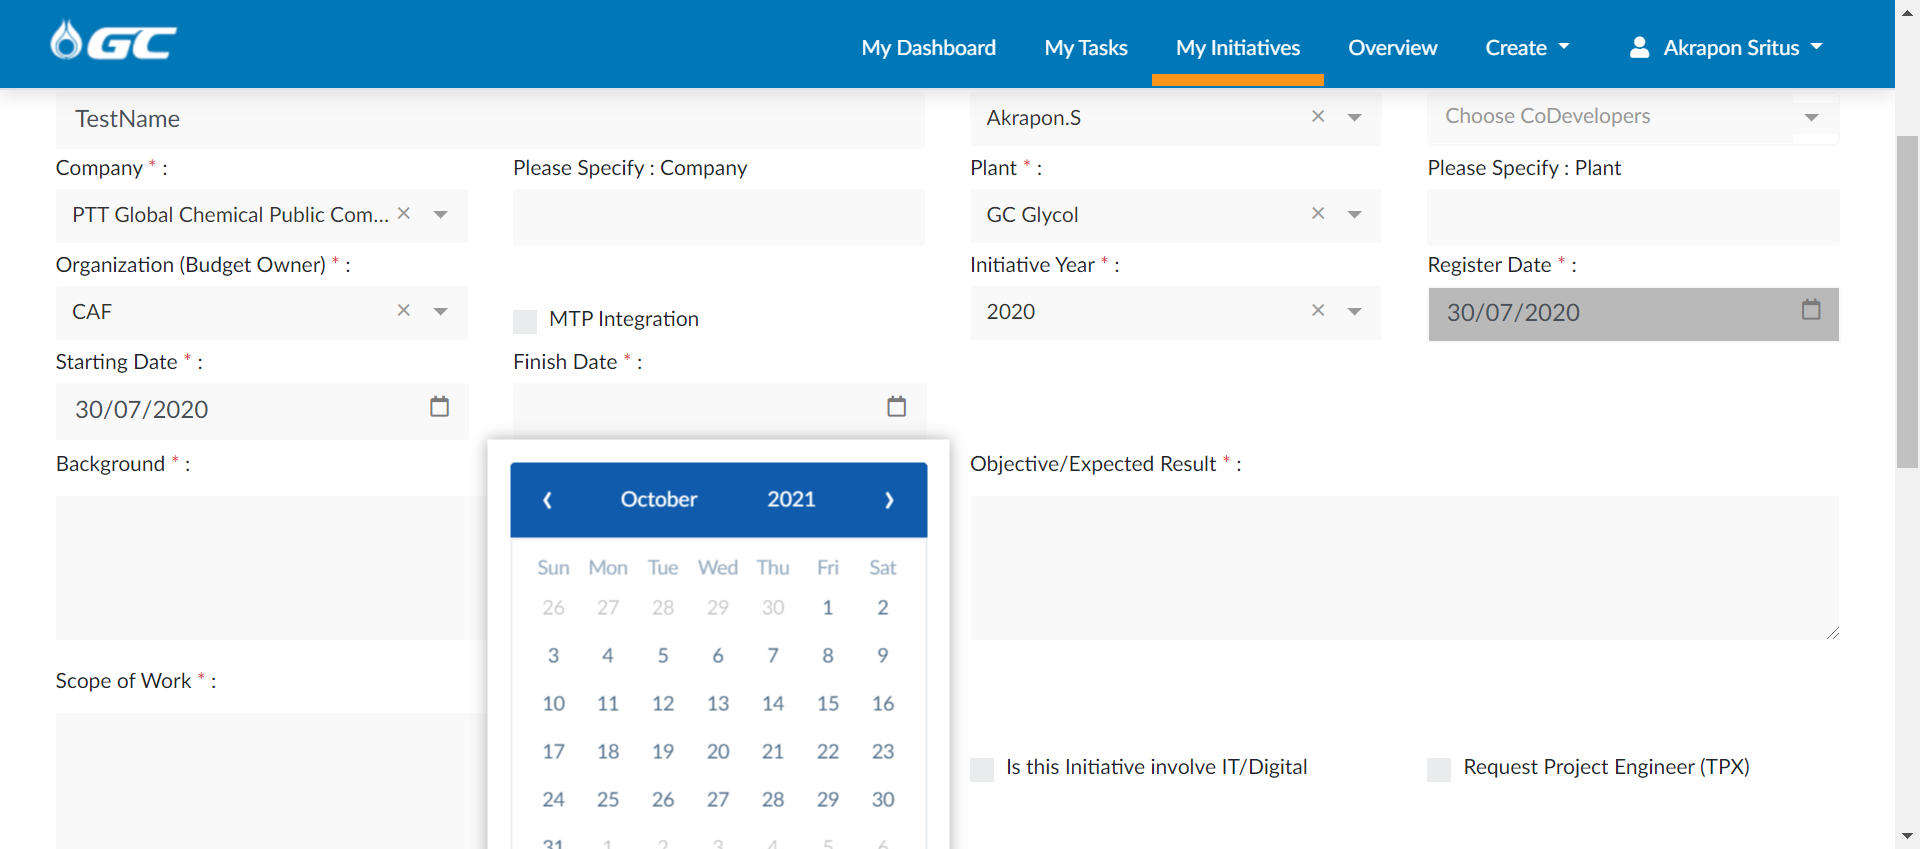 GC
My Dashboard My Tasks My Initiatives Overview Create Akrapon Sritus
TestName Akrapon.S Choose CoDevelopers
Company * : Please Specify : Company Plant * : Please Specify : Plant
PTT Global Chemical Public Com... GC Glycol
Organization (Budget Owner) * : Initiative Year * : Register Date * :
CAF MTP Integration 2020 30/07/2020
Starting Date * : Finish Date * :
30/07/2020
Background * : Objective/Expected Result * :
October 2021
Sun Mon Tue Wed Thu Fri Sat
26 27 28 29 30 1 2
3 4 5 6 7 8 9
Scope of Work * :
10 11 12 13 14 15 16
17 18 19 20 21 22 23
Is this Initiative involve IT/Digital Request Project Engineer (TPX)
24 25 26 27 28 29 30
31 1 2 3 4 5 6